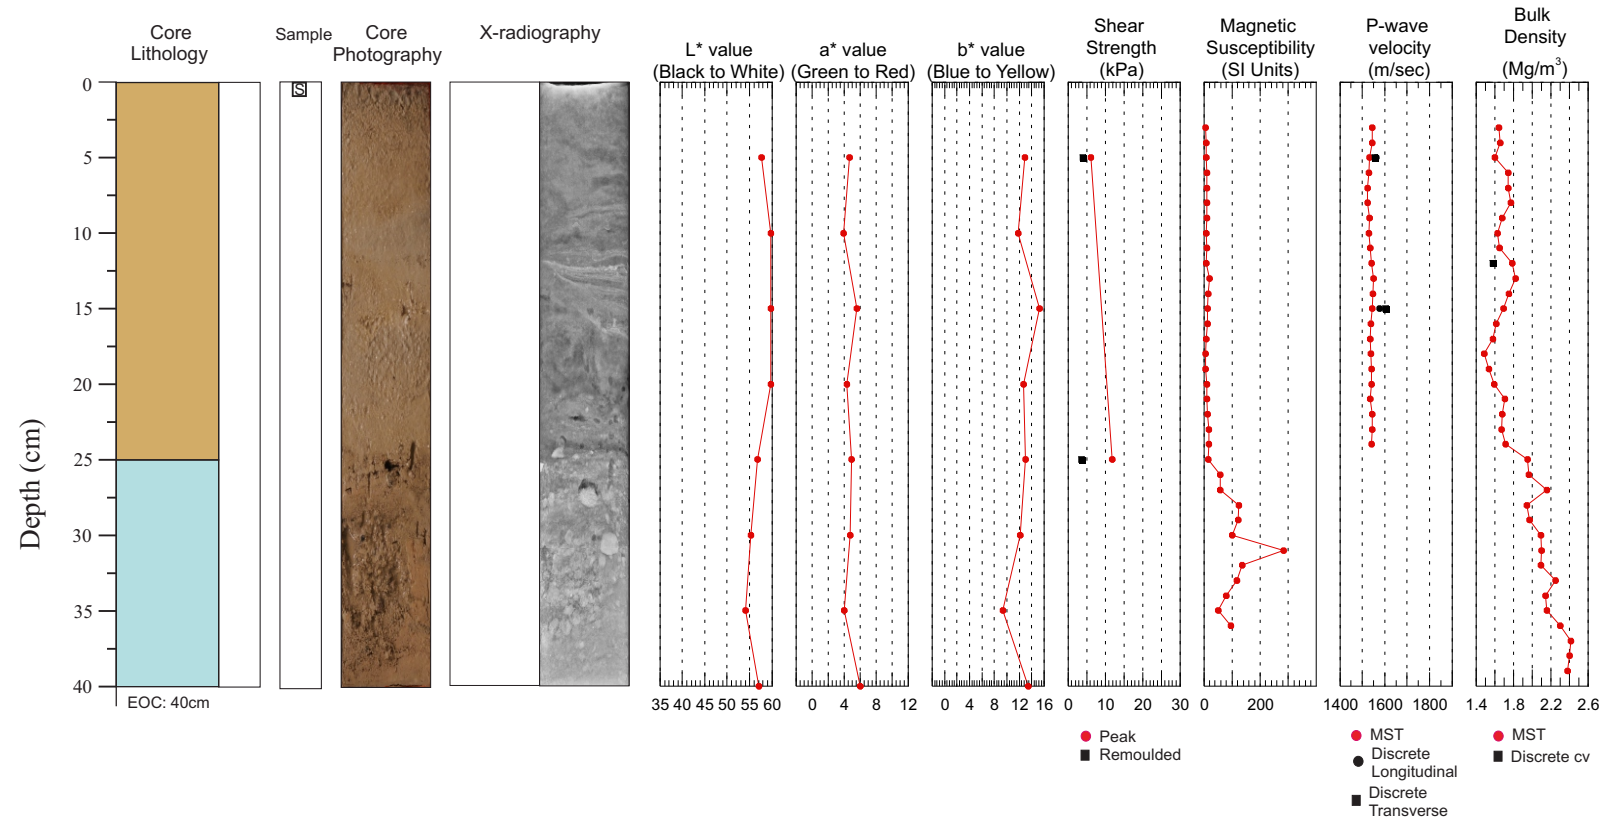 Core
Lithology
Sample
Core
Photography
X-radiography
L* value
(Black to White)
a* value
(Green to Red)
b* value
(Blue to Yellow)
Shear
Strength
(kPa)
Magnetic
Susceptibility
(SI Units)
P-wave
velocity
(m/sec)
Bulk
Density
(Mg/m³)
Depth (cm)
0
5
10
15
20
25
30
35
40
S
EOC: 40cm
35 40 45 50 55 60
0 4 8 12
0 4 8 12 16
0 10 20 30
0 200
1400 1600 1800
1.4 1.8 2.2 2.6
Peak
Remoulded
MST
Discrete
Longitudinal
Discrete
Transverse
MST
Discrete cv